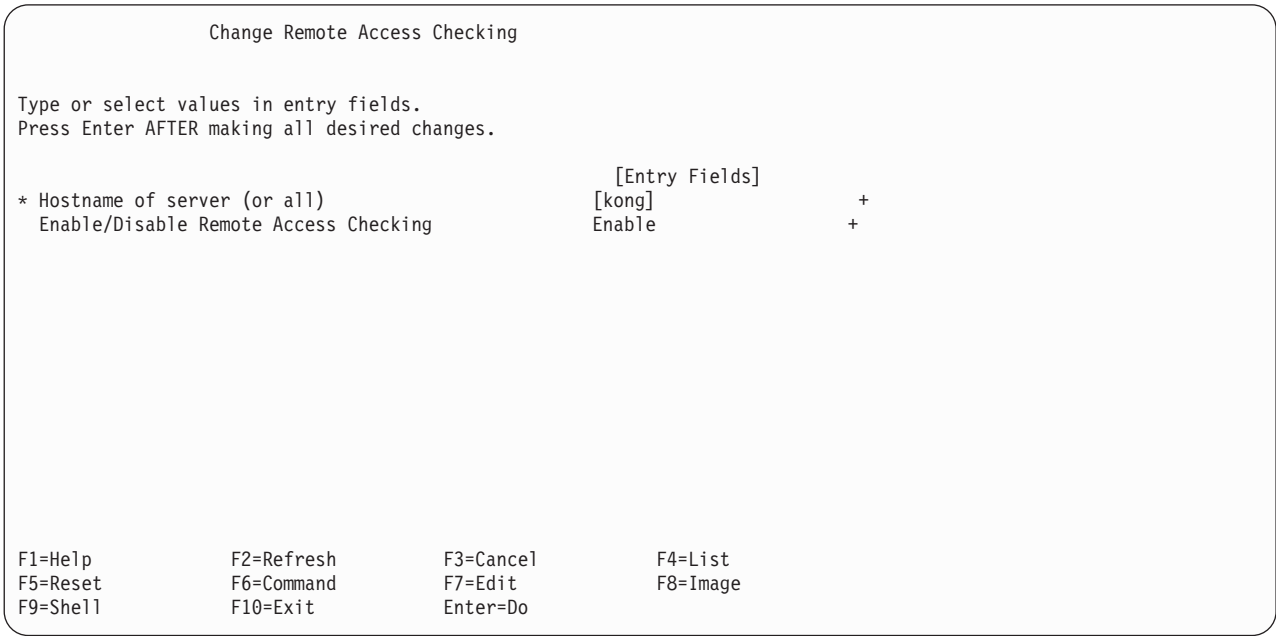 Change Remote Access Checking
Type or select values in entry fields.
Press Enter AFTER making all desired changes.
[Entry Fields]
* Hostname of server (or all) [kong] +
Enable/Disable Remote Access Checking Enable +
F1=Help F2=Refresh F3=Cancel F4=List
F5=Reset F6=Command F7=Edit F8=Image
F9=Shell F10=Exit Enter=Do